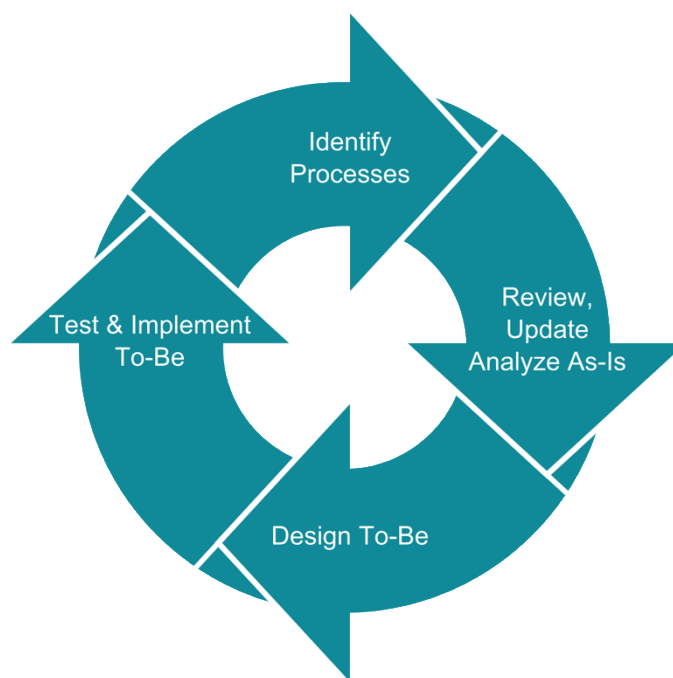 Identify
Processes
Review,
Update
Analyze As-Is
Design To-Be
Test & Implement
To-Be